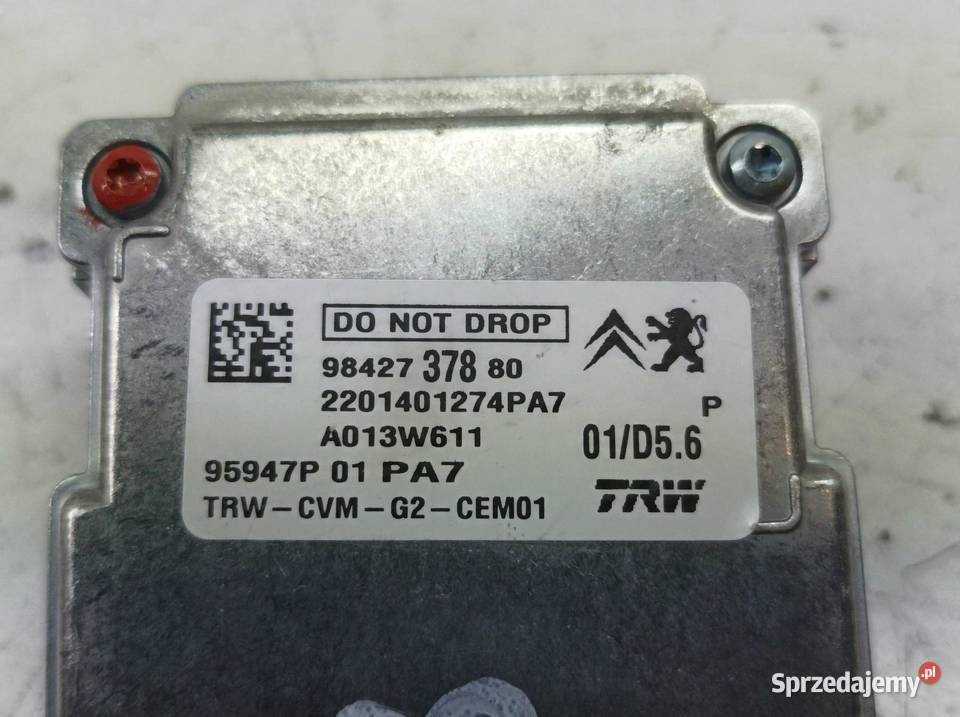 DO NOT DROP
98427 378 80
2201401274PA7
P
A013W611
01/D5.6
95947P 01 PA7
TRW-CVM-G2-CEM01
TRW
Sprzedajemy.pl